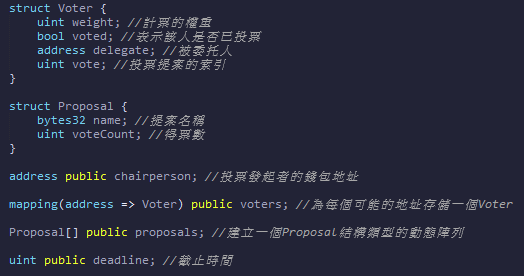 struct Voter {
uint weight; //計票的權重
bool voted; //表示該人是否已投票
address delegate; //被委托人
uint vote; //投票提案的索引
}
struct Proposal {
bytes32 name; //提案名稱
uint voteCount; //得票數
}
address public chairperson; //投票發起者的錢包地址
mapping(address => Voter) public voters; //為每個可能的地址存儲一個Voter
Proposal[] public proposals; //建立一個Proposal结構類型的動態陣列
uint public deadline; //截止時間